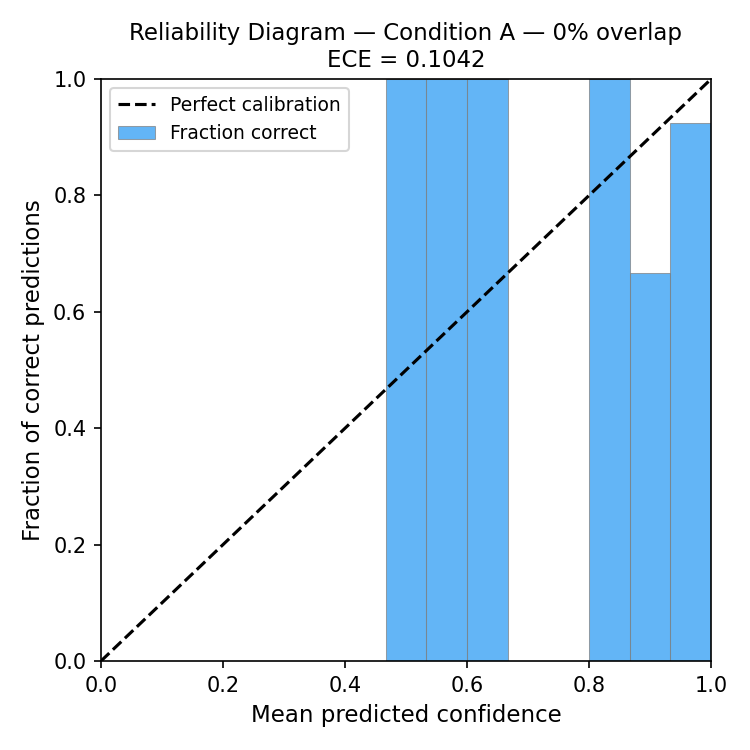 Reliability Diagram — Condition A — 0% overlap
ECE = 0.1042
Perfect calibration
Fraction correct
Fraction of correct predictions
1.0
0.8
0.6
0.4
0.2
0.0
0.0 0.2 0.4 0.6 0.8 1.0
Mean predicted confidence